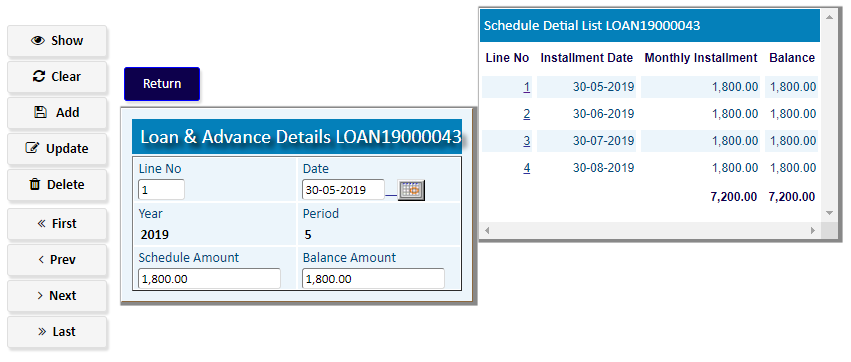 Show
Clear
Add
Update
Delete
First
Prev
Next
Last
Return
Loan & Advance Details LOAN19000043
Line No Date
1 30-05-2019
Year Period
2019 5
Schedule Amount Balance Amount
1,800.00 1,800.00
Schedule Detial List LOAN19000043
Line No Installment Date Monthly Installment Balance
1 30-05-2019 1,800.00 1,800.00
2 30-06-2019 1,800.00 1,800.00
3 30-07-2019 1,800.00 1,800.00
4 30-08-2019 1,800.00 1,800.00
7,200.00 7,200.00